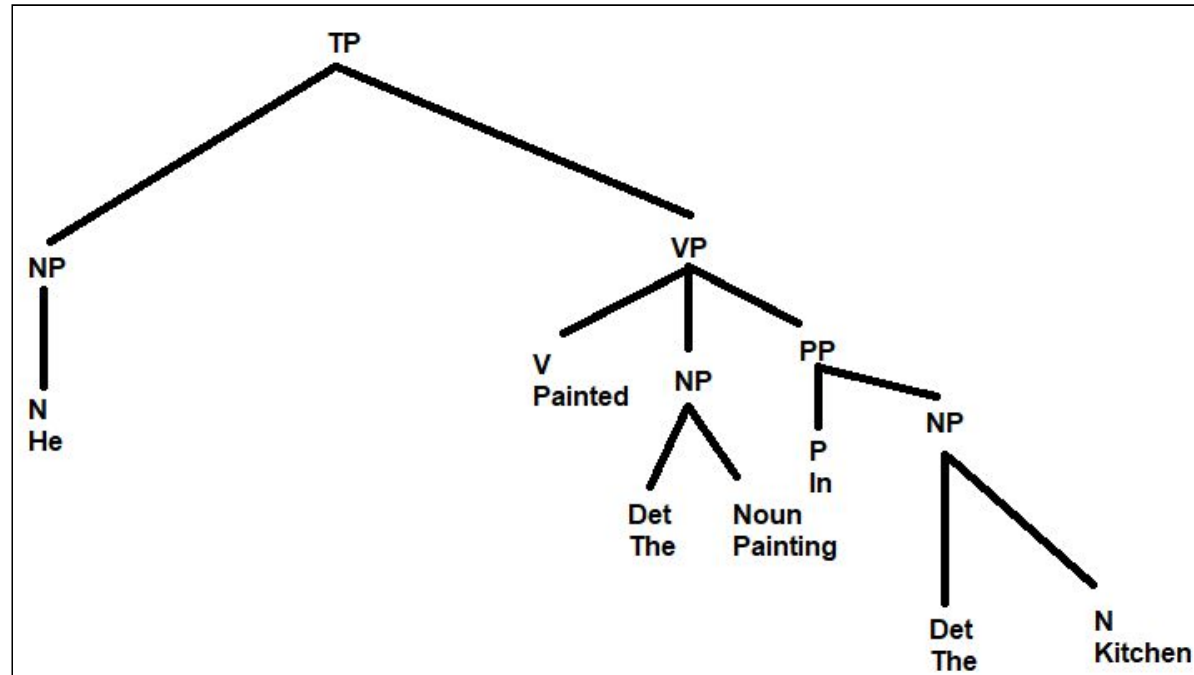 TP
NP
VP
N
He
V
Painted
NP
PP
Det
The
Noun
Painting
P
In
NP
Det
The
N
Kitchen